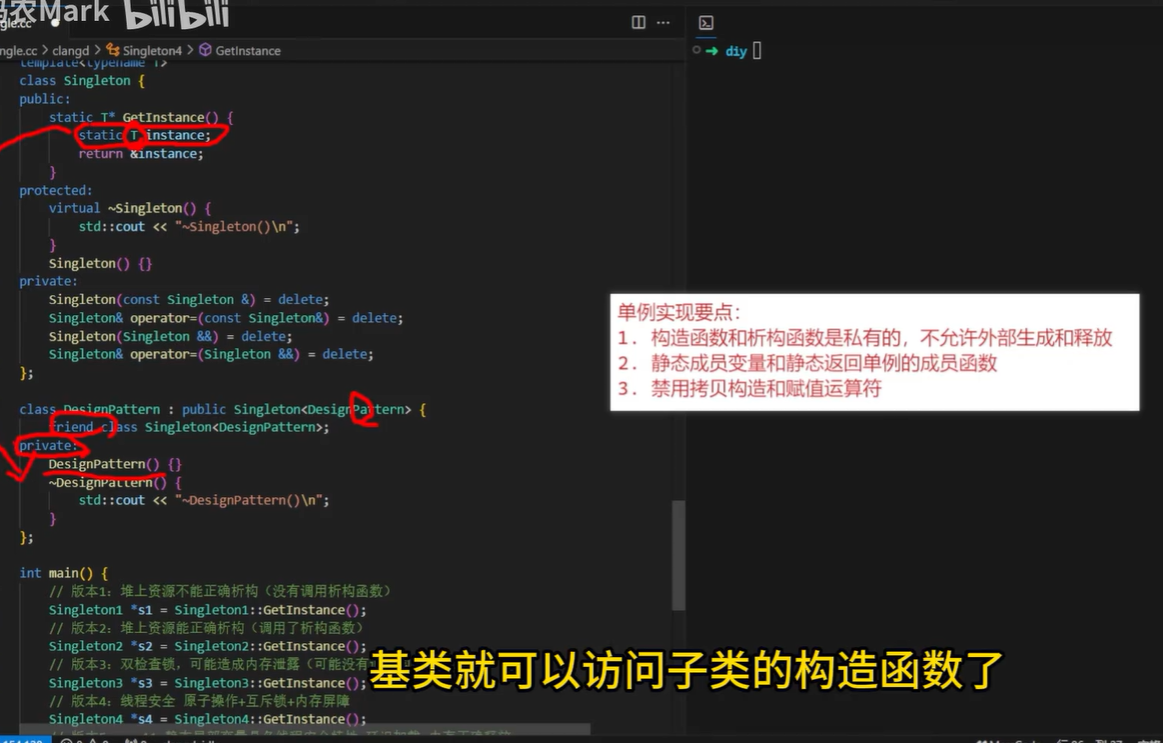 码农Mark bilibili
ngle.cc
ngle.cc > clangd > Singleton4 > GetInstance
diy
template<typename T>
class Singleton {
public:
static T* GetInstance() {
static T instance;
return &instance;
}
protected:
virtual ~Singleton() {
std::cout << "~Singleton()\n";
}
Singleton() {}
private:
Singleton(const Singleton &) = delete;
Singleton& operator=(const Singleton&) = delete;
Singleton(Singleton &&) = delete;
Singleton& operator=(Singleton &&) = delete;
};
单例实现要点:
1. 构造函数和析构函数是私有的，不允许外部生成和释放
2. 静态成员变量和静态返回单例的成员函数
3. 禁用拷贝构造和赋值运算符
class DesignPattern : public Singleton<DesignPattern> {
friend class Singleton<DesignPattern>;
private:
DesignPattern() {}
~DesignPattern() {
std::cout << "~DesignPattern()\n";
}
};
int main() {
// 版本1: 堆上资源不能正确析构（没有调用析构函数）
Singleton1 *s1 = Singleton1::GetInstance();
// 版本2: 堆上资源能正确析构（调用了析构函数）
Singleton2 *s2 = Singleton2::GetInstance();
// 版本3: 双检查锁，可能造成内存泄露（可能没有
Singleton3 *s3 = Singleton3::GetInstance();
// 版本4: 线程安全 原子操作+互斥锁+内存屏障
Singleton4 *s4 = Singleton4::GetInstance();
基类就可以访问子类的构造函数了